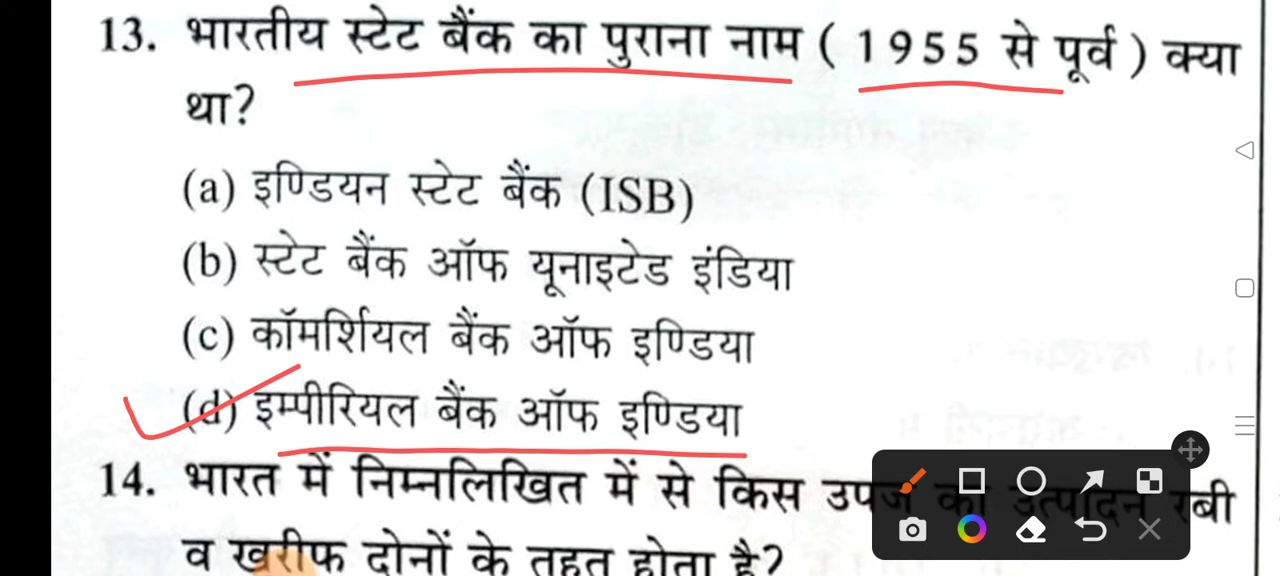 13. भारतीय स्टेट बैंक का पुराना नाम ( 1955 से पूर्व ) क्या
था?
(a) इण्डियन स्टेट बैंक (ISB)
(b) स्टेट बैंक ऑफ यूनाइटेड इंडिया
(c) कॉमर्शियल बैंक ऑफ इण्डिया
(d) इम्पीरियल बैंक ऑफ इण्डिया
14. भारत में निम्नलिखित में से किस उपज का उत्पादन रबी
व खरीफ दोनों के तहत होता है?